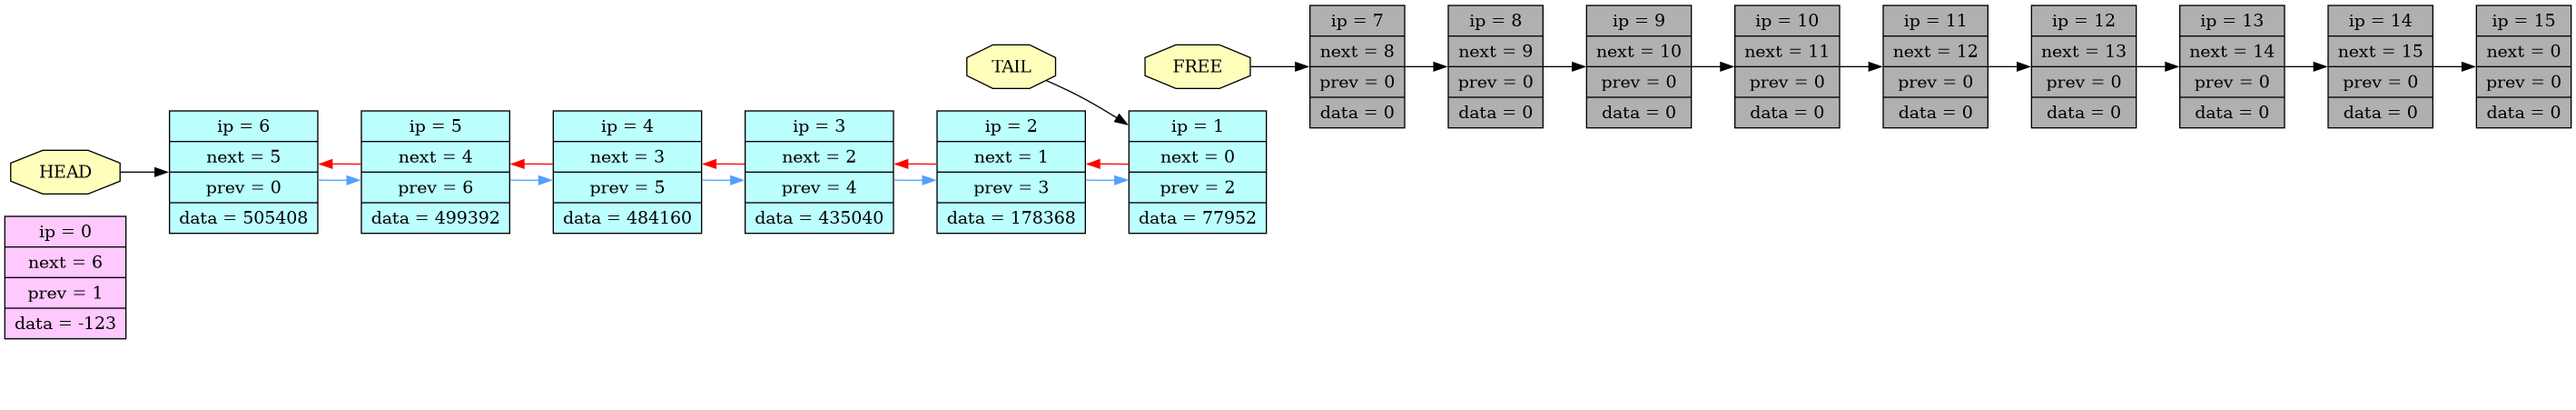 HEAD
ip = 0
next = 6
prev = 1
data = -123
ip = 6
next = 5
prev = 0
data = 505408
ip = 5
next = 4
prev = 6
data = 499392
ip = 4
next = 3
prev = 5
data = 484160
ip = 3
next = 2
prev = 4
data = 435040
ip = 2
next = 1
prev = 3
data = 178368
TAIL
ip = 1
next = 0
prev = 2
data = 77952
FREE
ip = 7
next = 8
prev = 0
data = 0
ip = 8
next = 9
prev = 0
data = 0
ip = 9
next = 10
prev = 0
data = 0
ip = 10
next = 11
prev = 0
data = 0
ip = 11
next = 12
prev = 0
data = 0
ip = 12
next = 13
prev = 0
data = 0
ip = 13
next = 14
prev = 0
data = 0
ip = 14
next = 15
prev = 0
data = 0
ip = 15
next = 0
prev = 0
data = 0